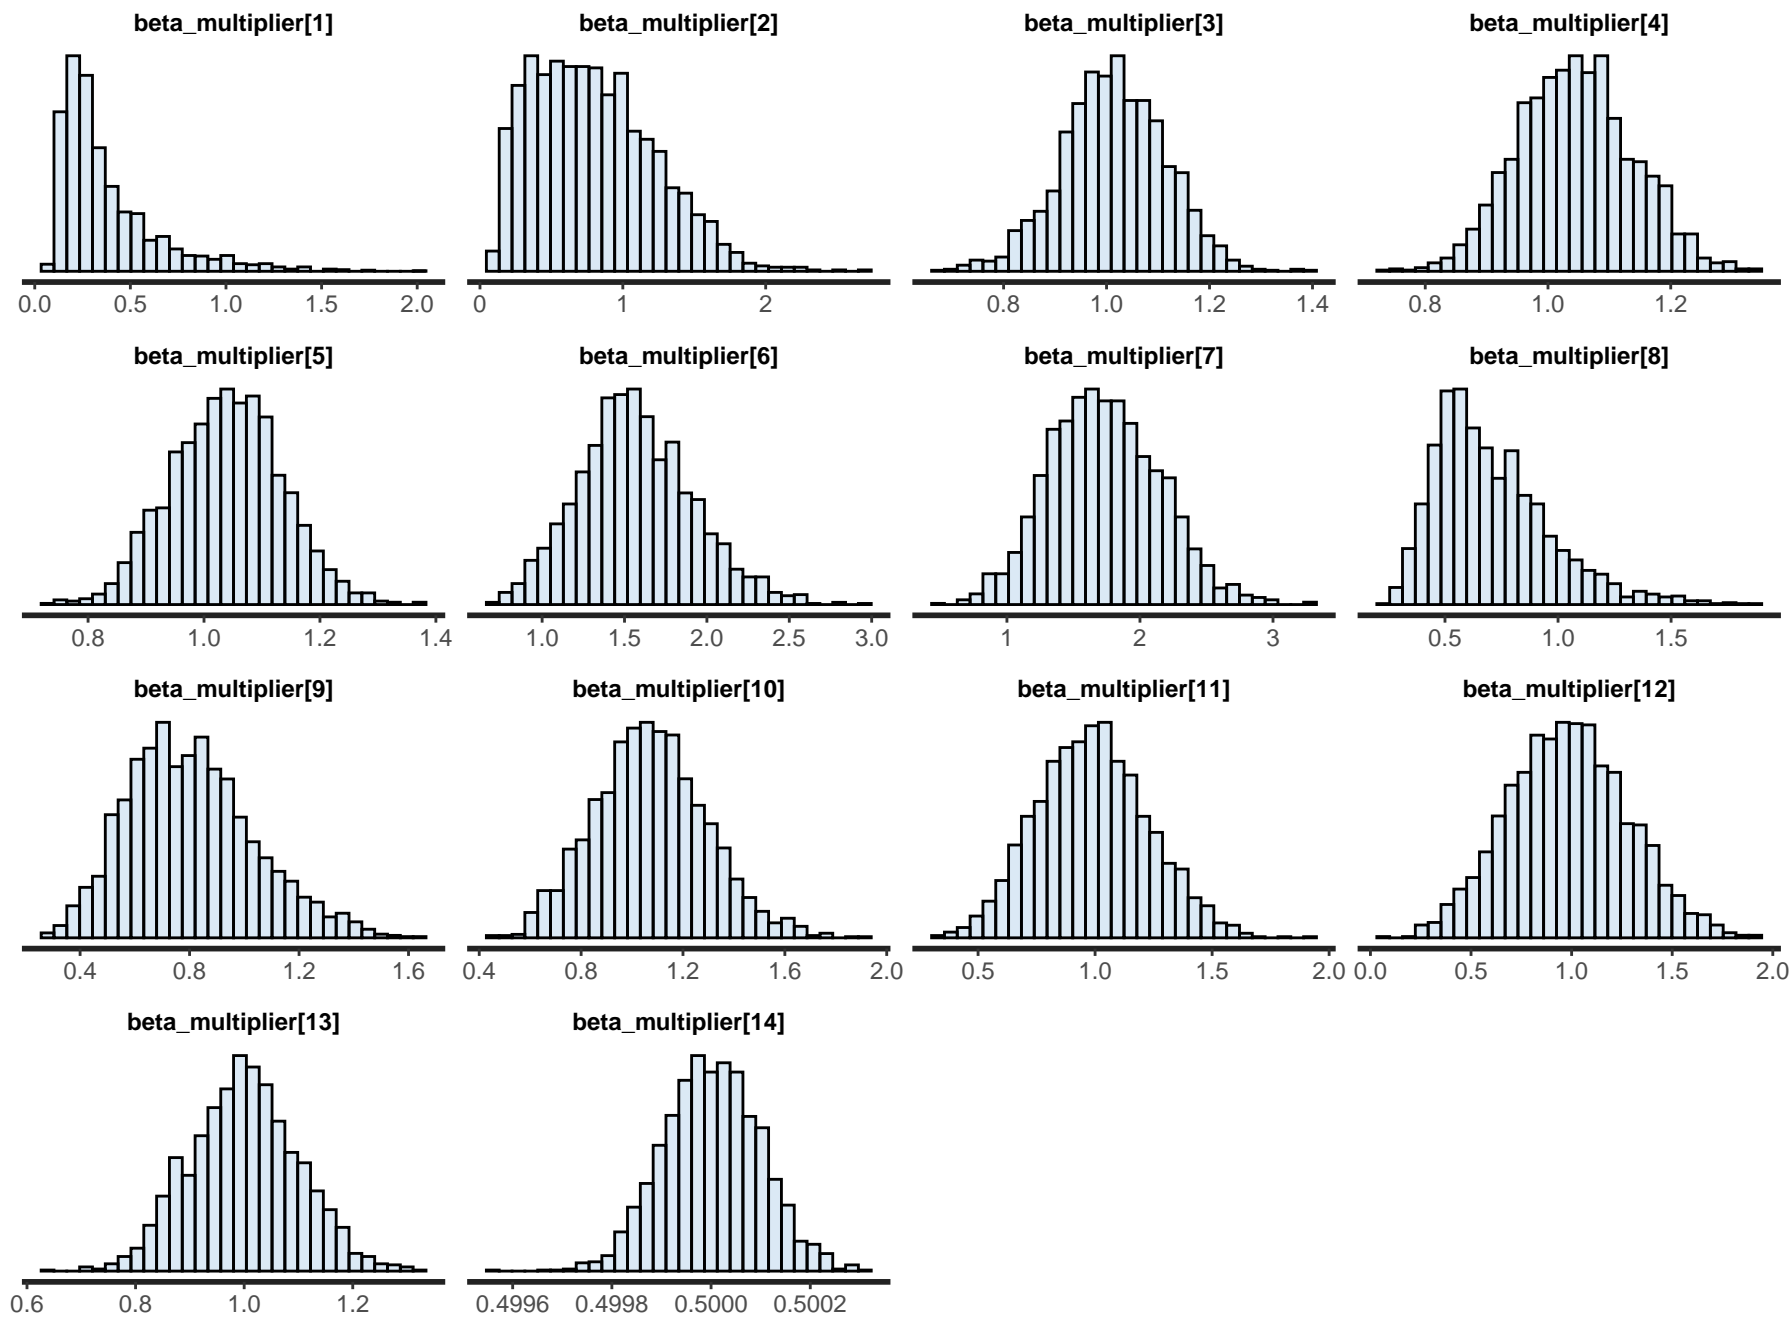 beta_multiplier[1] beta_multiplier[2] beta_multiplier[3] beta_multiplier[4]
0.0 0.5 1.0 1.5 2.0 0 1 2 0.8 1.0 1.2 1.4 0.8 1.0 1.2
beta_multiplier[5] beta_multiplier[6] beta_multiplier[7] beta_multiplier[8]
0.8 1.0 1.2 1.4 1.0 1.5 2.0 2.5 3.0 1 2 3 0.5 1.0 1.5
beta_multiplier[9] beta_multiplier[10] beta_multiplier[11] beta_multiplier[12]
0.4 0.8 1.2 1.6 0.4 0.8 1.2 1.6 2.0 0.5 1.0 1.5 2.0 0.0 0.5 1.0 1.5 2.0
beta_multiplier[13] beta_multiplier[14]
0.6 0.8 1.0 1.2 0.4996 0.4998 0.5000 0.5002